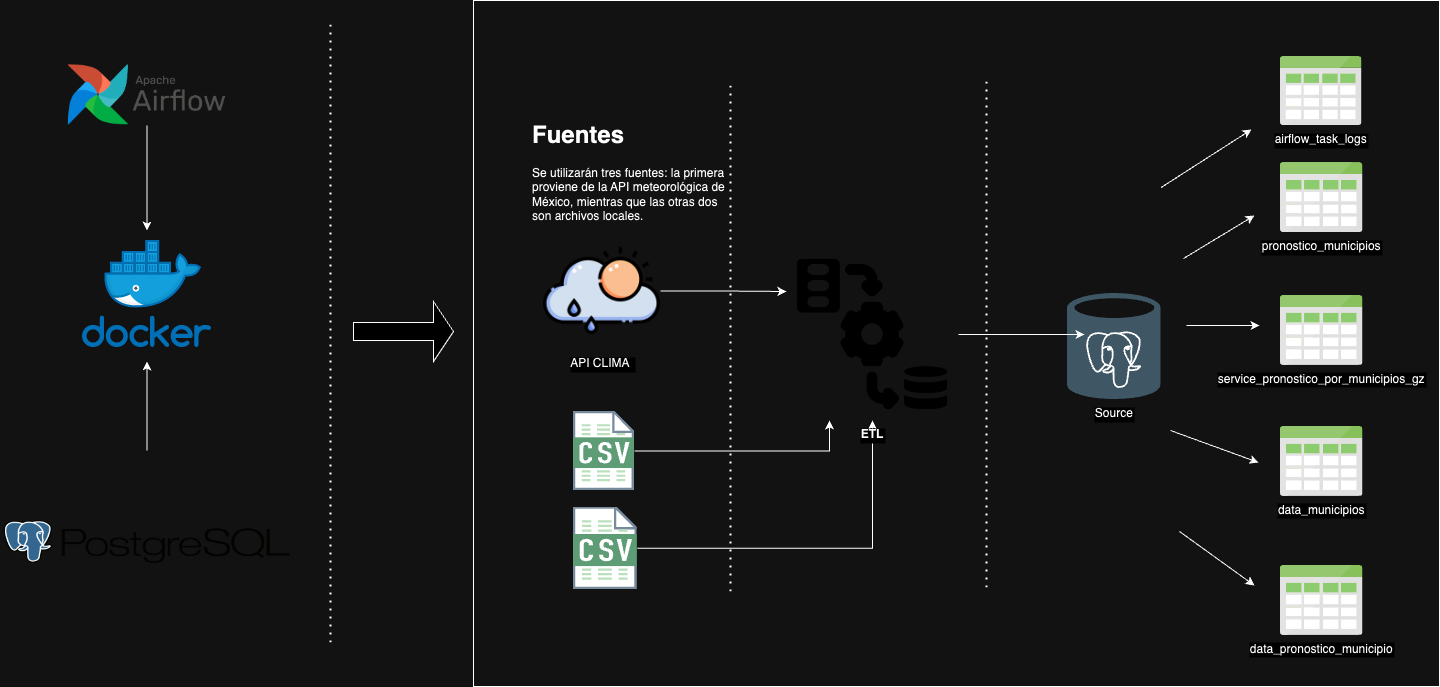 Apache
Airflow
docker
PostgreSQL
Fuentes
Se utilizarán tres fuentes: la primera
proviene de la API meteorológica de
México, mientras que las otras dos
son archivos locales.
API CLIMA
CSV
CSV
ETL
Source
airflow_task_logs
pronostico_municipios
service_pronostico_por_municipios_gz
data_municipios
data_pronostico_municipio